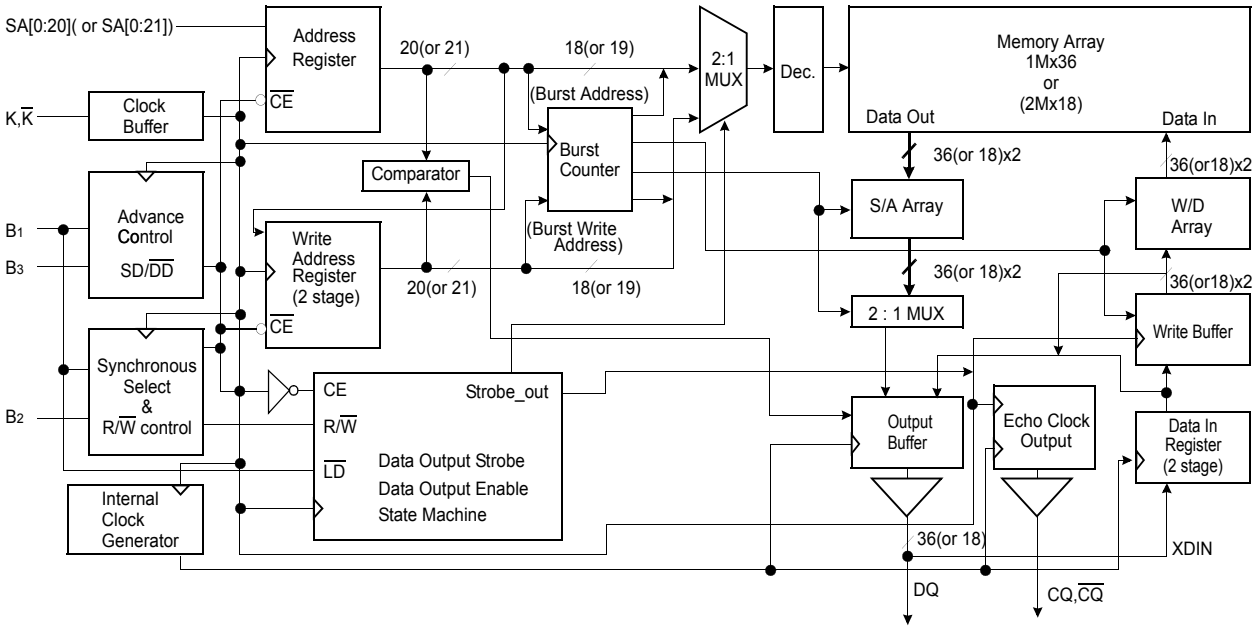 SA[0:20]( or SA[0:21])
Address
Register
CE
20(or 21)
18(or 19)
(Burst Address)
2:1
MUX
Dec.
Memory Array
1Mx36
or
(2Mx18)
Data Out
Data In
K,K
Clock
Buffer
Burst
Counter
Comparator
36(or 18)x2
36(or18)x2
S/A Array
W/D
Array
B1
B3
Advance
Control
SD/DD
Write
Address
Register
(2 stage)
CE
(Burst Write
Address)
20(or 21)
18(or 19)
36(or 18)x2
36(or18)x2
2 : 1 MUX
Write Buffer
Synchronous
Select
&
R/W control
B2
CE
R/W
LD
Strobe_out
Data Output Strobe
Data Output Enable
State Machine
Output
Buffer
Echo Clock
Output
Data In
Register
(2 stage)
Internal
Clock
Generator
36(or 18)
XDIN
DQ
CQ,CQ